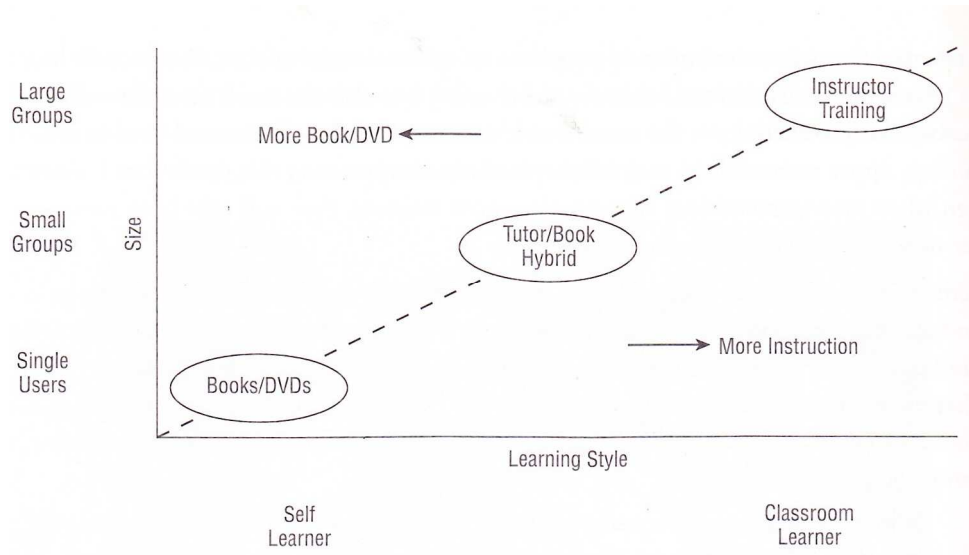 Large
Groups
Instructor
Training
More Book/DVD
Small
Groups
Size
Tutor/Book
Hybrid
Single
Users
More Instruction
Books/DVDs
Learning Style
Self
Learner
Classroom
Learner